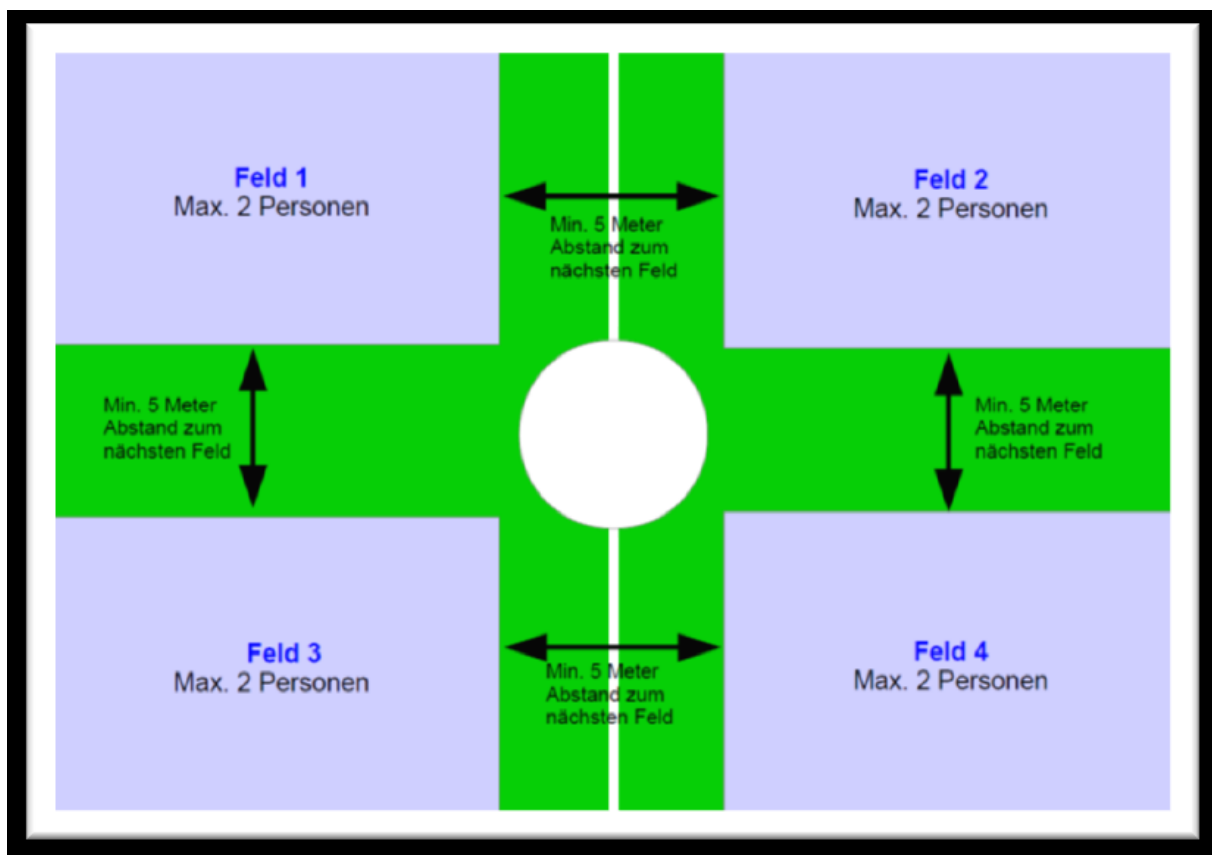 Feld 1
Max. 2 Personen
Feld 2
Max. 2 Personen
Min. 5 Meter
Abstand zum
nächsten Feld
Min. 5 Meter
Abstand zum
nächsten Feld
Min. 5 Meter
Abstand zum
nächsten Feld
Feld 3
Max. 2 Personen
Feld 4
Max. 2 Personen
Min. 5 Meter
Abstand zum
nächsten Feld